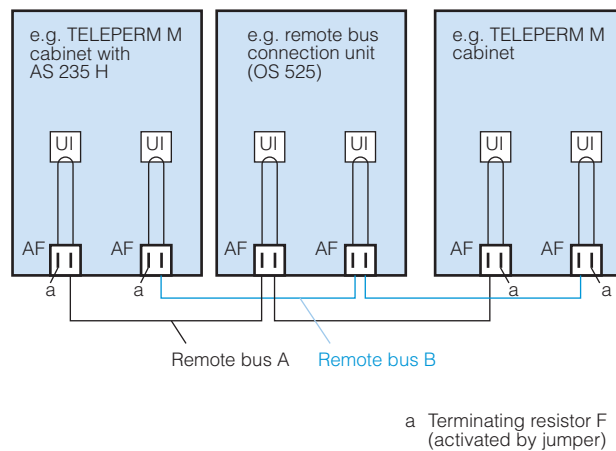 e.g. TELEPERM M
cabinet with
AS 235 H
e.g. remote bus
connection unit
(OS 525)
e.g. TELEPERM M
cabinet
UI
UI
UI
UI
UI
UI
AF
AF
AF
AF
AF
AF
a
a
a
a
Remote bus A
Remote bus B
a Terminating resistor F
(activated by jumper)